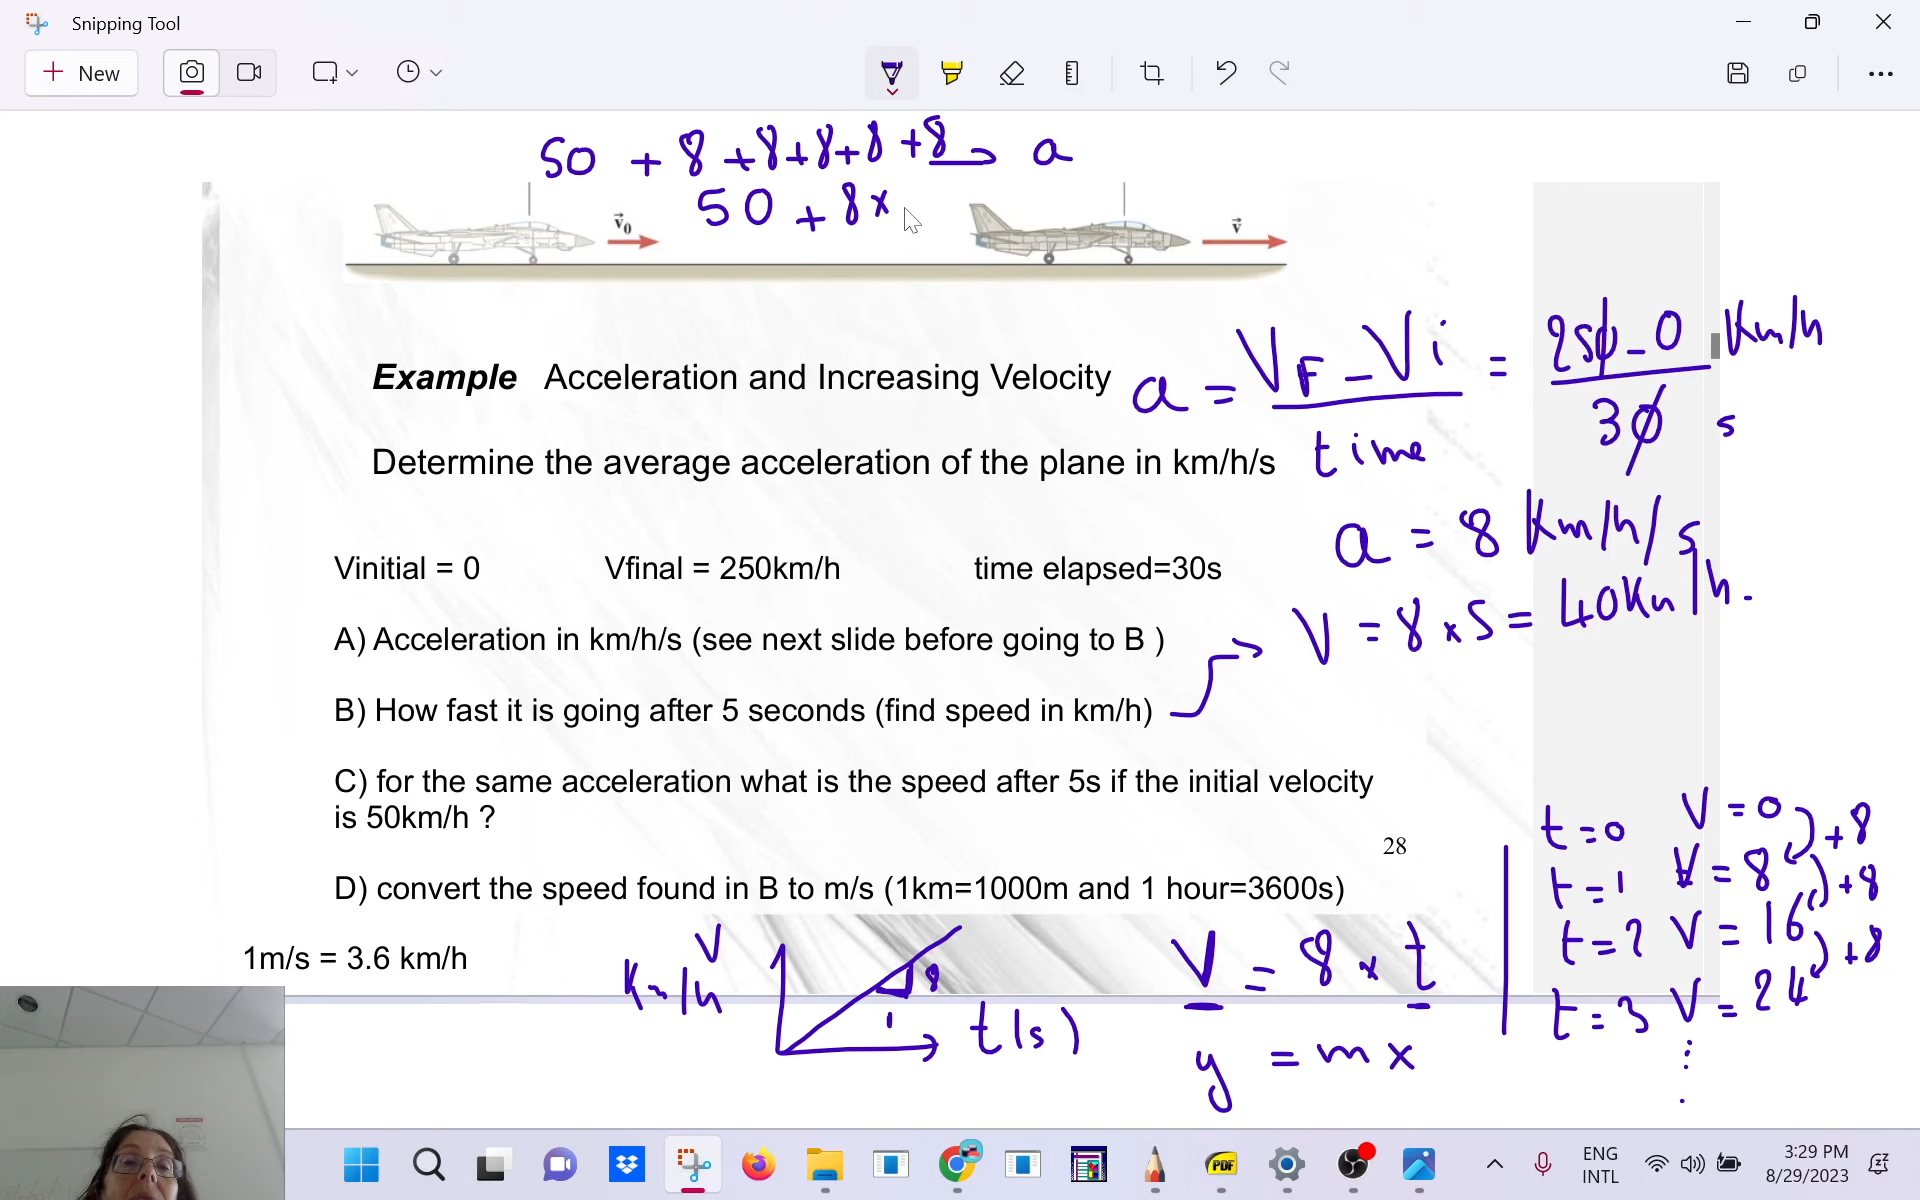 Snipping Tool
New
50 + 8 + 8 + 8 + 8 + 8 → a
50 + 8 x
v0
v
Example Acceleration and Increasing Velocity
a = VF - Vi / time = 250 - 0 Km/h / 30 s
Determine the average acceleration of the plane in km/h/s
a = 8 Km/h/s
Vinitial = 0 Vfinal = 250km/h time elapsed=30s
V = 8 x 5 = 40Km/h.
A) Acceleration in km/h/s (see next slide before going to B )
B) How fast it is going after 5 seconds (find speed in km/h)
C) for the same acceleration what is the speed after 5s if the initial velocity
is 50km/h ?
28
D) convert the speed found in B to m/s (1km=1000m and 1 hour=3600s)
1m/s = 3.6 km/h
t = 0 V = 0 +8
t = 1 V = 8 +8
t = 2 V = 16 +8
t = 3 V = 24
V
Km/h
8
1
t(s)
V = 8 x t
y = mx
PDF
ENG
INTL
3:29 PM
8/29/2023